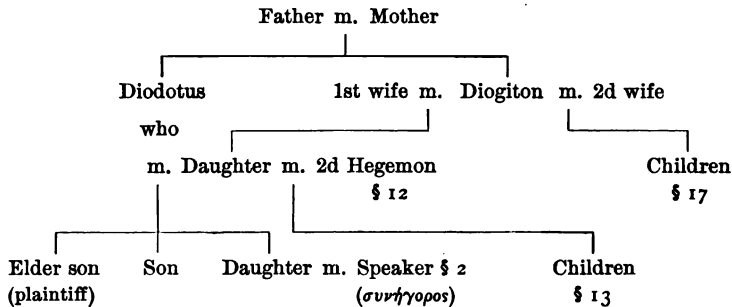 Father m. Mother
Diodotus 1st wife m. Diogiton m. 2d wife
who
m. Daughter m. 2d Hegemon Children
§ 12 § 17
Elder son Son Daughter m. Speaker § 2 Children
(plaintiff) (συνήγορος) § 13